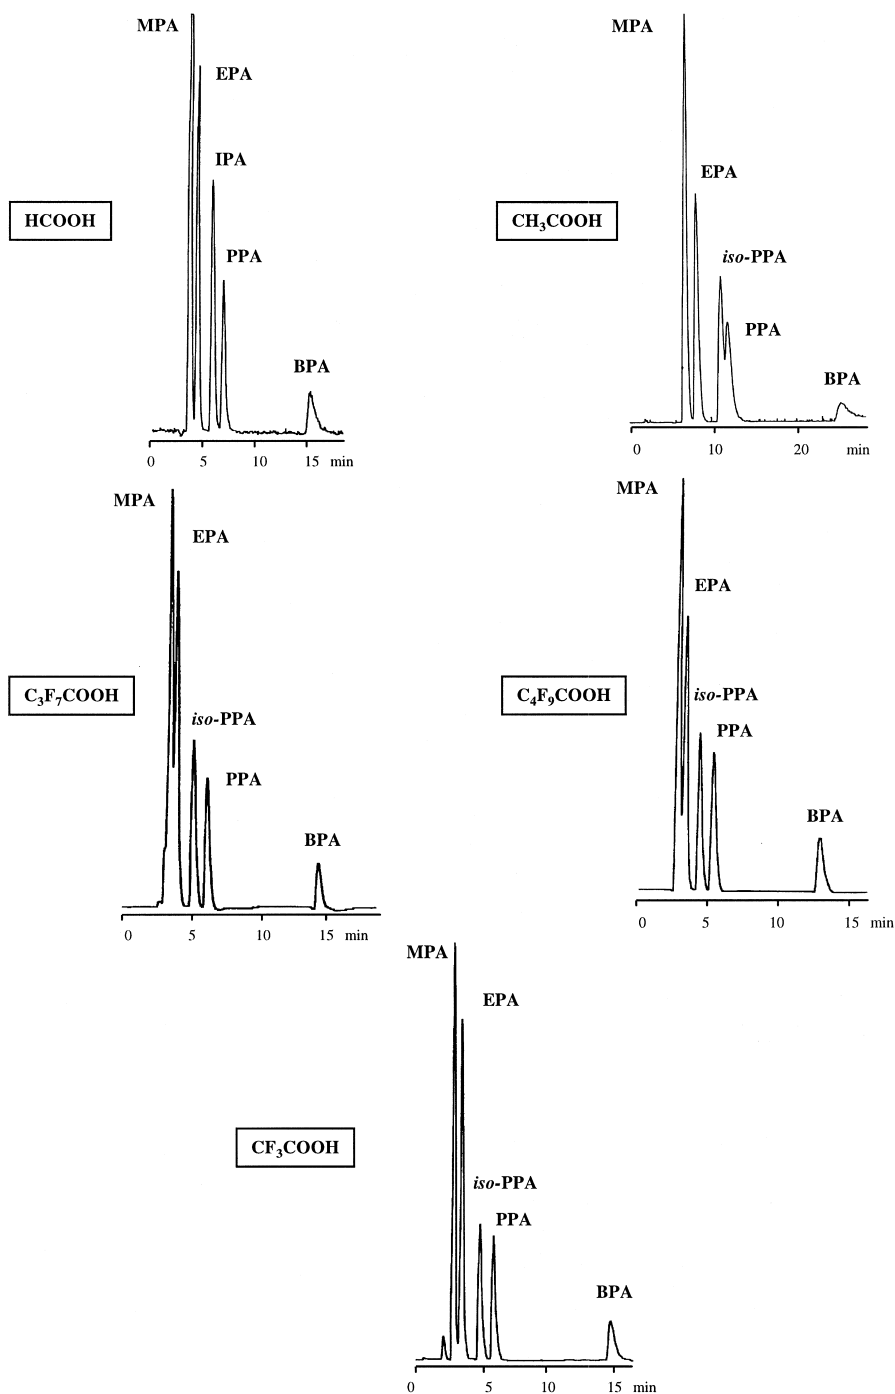 MPA
EPA
IPA
HCOOH
PPA
BPA
0 5 10 15 min
MPA
EPA
CH₃COOH
iso-PPA
PPA
BPA
0 10 20 min
MPA
EPA
C₃F₇COOH
iso-PPA
PPA
BPA
0 5 10 15 min
MPA
EPA
C₄F₉COOH
iso-PPA
PPA
BPA
0 5 10 15 min
MPA
EPA
CF₃COOH
iso-PPA
PPA
BPA
0 5 10 15 min